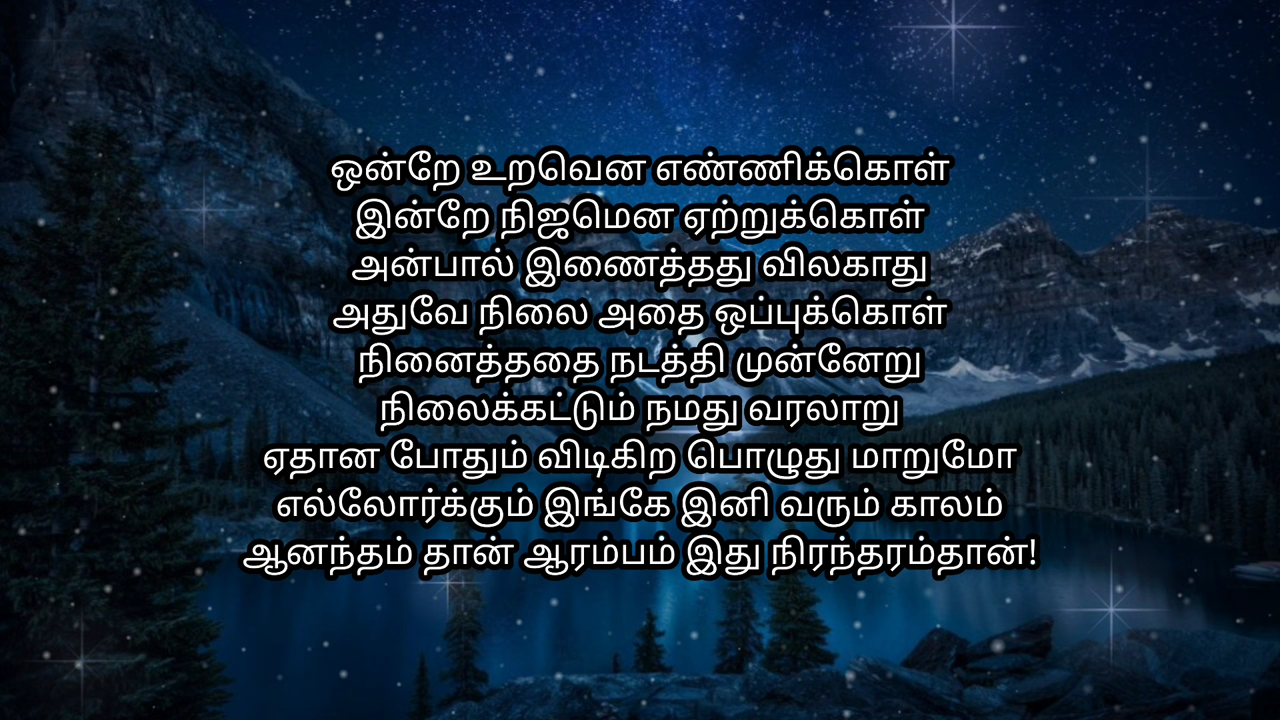 ஒன்றே உறவென எண்ணிக்கொள்
இன்றே நிஜமென ஏற்றுக்கொள்
அன்பால் இணைத்தது விலகாது
அதுவே நிலை அதை ஒப்புக்கொள்
நினைத்ததை நடத்தி முன்னேறு
நிலைக்கட்டும் நமது வரலாறு
ஏதான போதும் விடிகிற பொழுது மாறுமோ
எல்லோர்க்கும் இங்கே இனி வரும் காலம்
ஆனந்தம் தான் ஆரம்பம் இது நிரந்தரம்தான்!